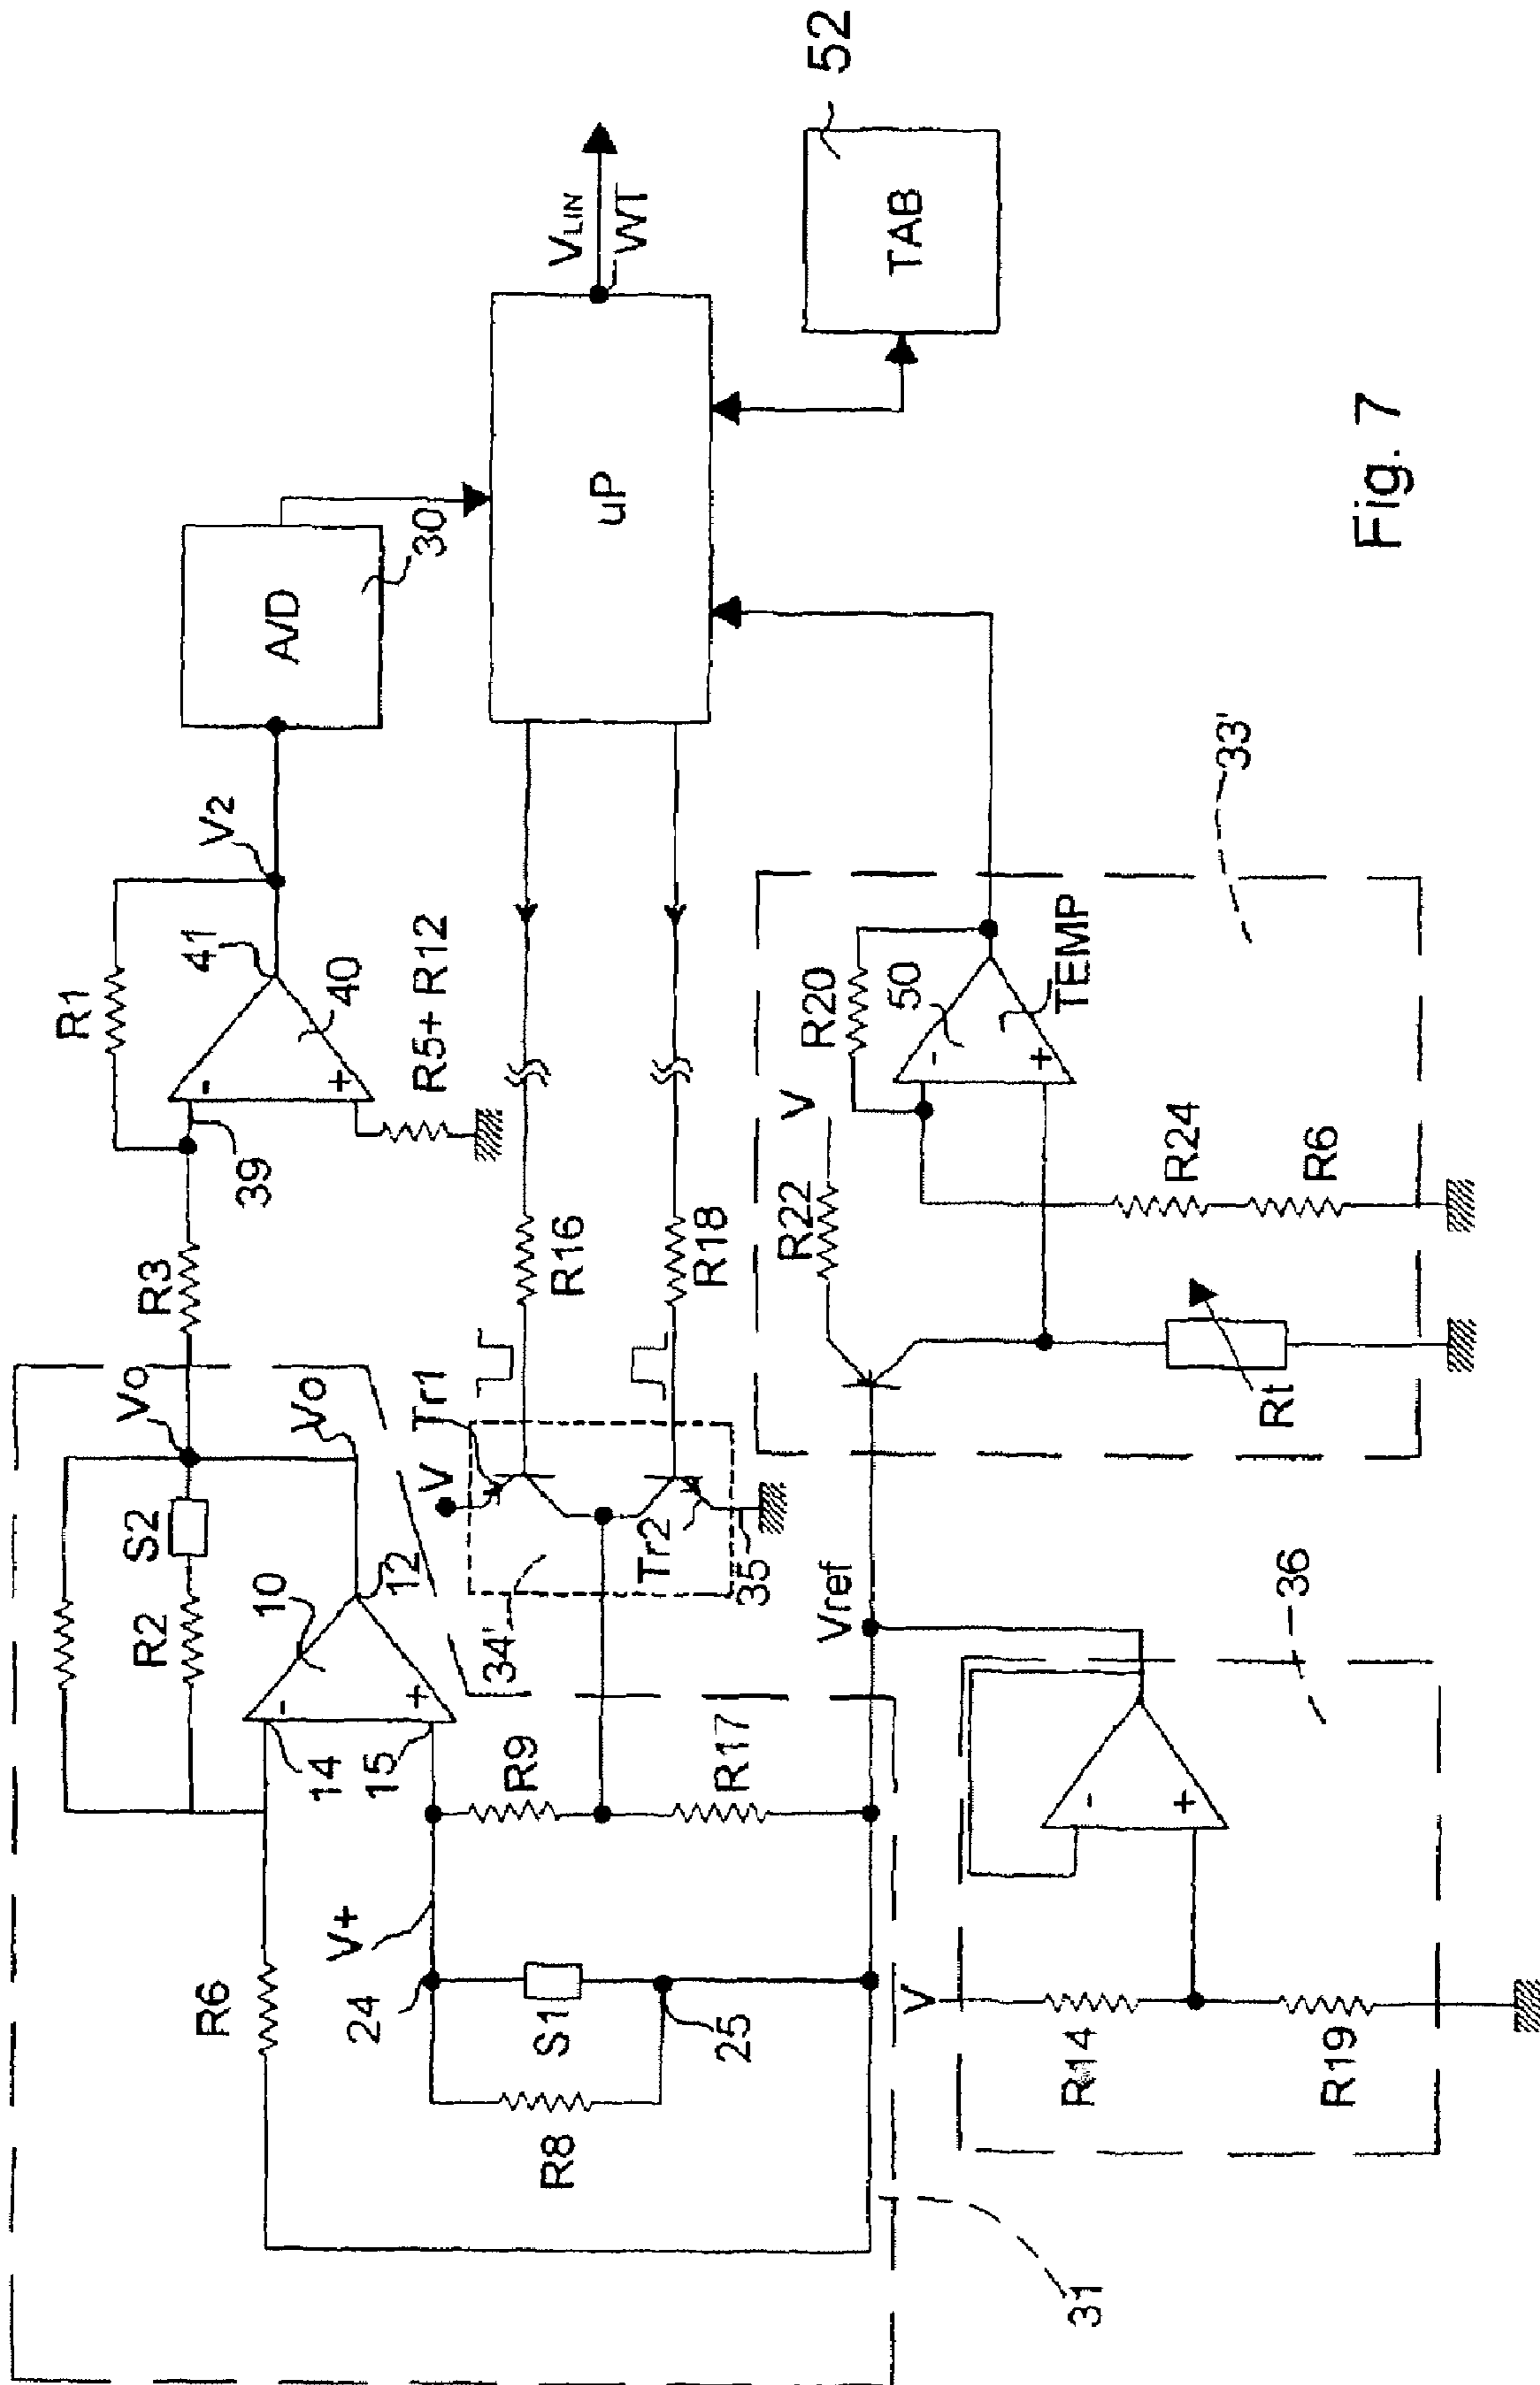 R1
V2
A/D
30
41
40
39
R5+ R12
R3
Vo
Vo
S2
R2
10
12
14
15
-
+
-
+
R6
V+
24
S1
25
R8
R9
R17
34'
V
Tr1
Tr2
35
R16
R18
uP
VLIN
WT
TAB
52
Vref
R22
V
R20
50
-
+
TEMP
R24
R6
Rt
33'
36
-
+
V
R14
R19
31
Fig. 7